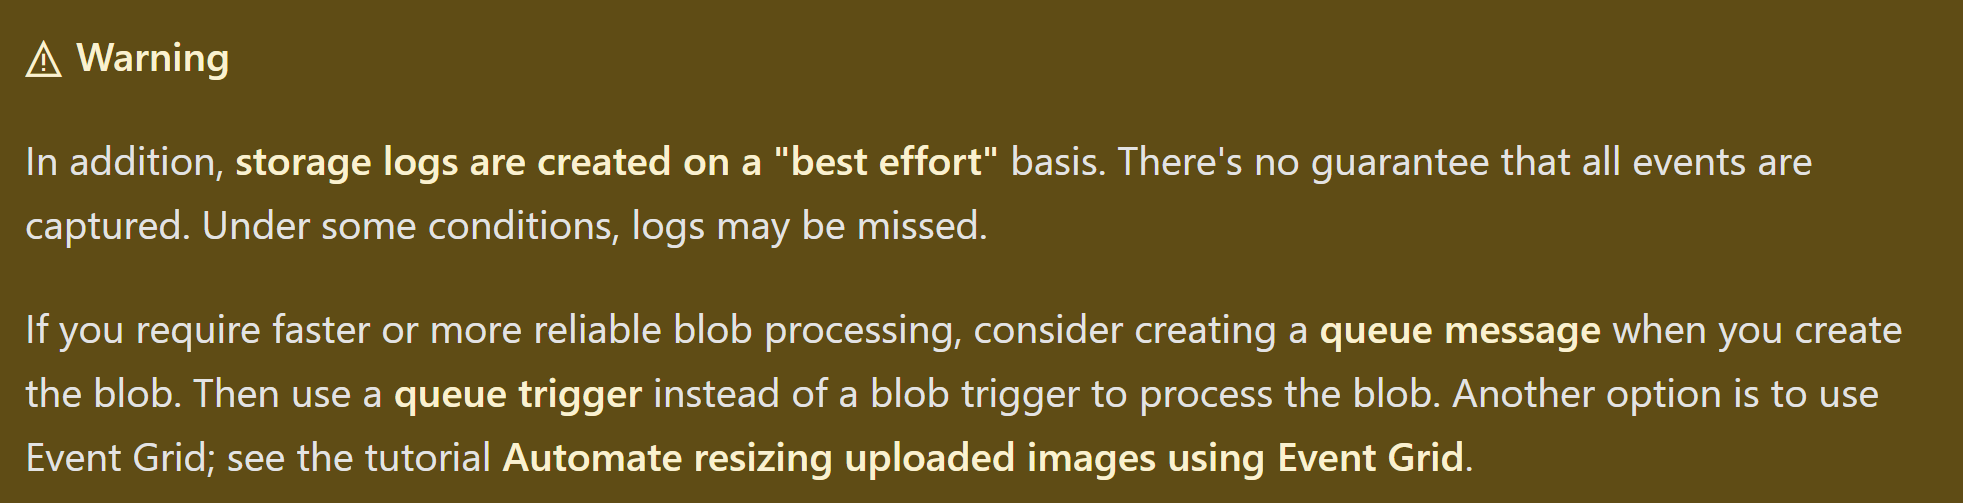 ⚠ Warning
In addition, storage logs are created on a "best effort" basis. There's no guarantee that all events are
captured. Under some conditions, logs may be missed.
If you require faster or more reliable blob processing, consider creating a queue message when you create
the blob. Then use a queue trigger instead of a blob trigger to process the blob. Another option is to use
Event Grid; see the tutorial Automate resizing uploaded images using Event Grid.